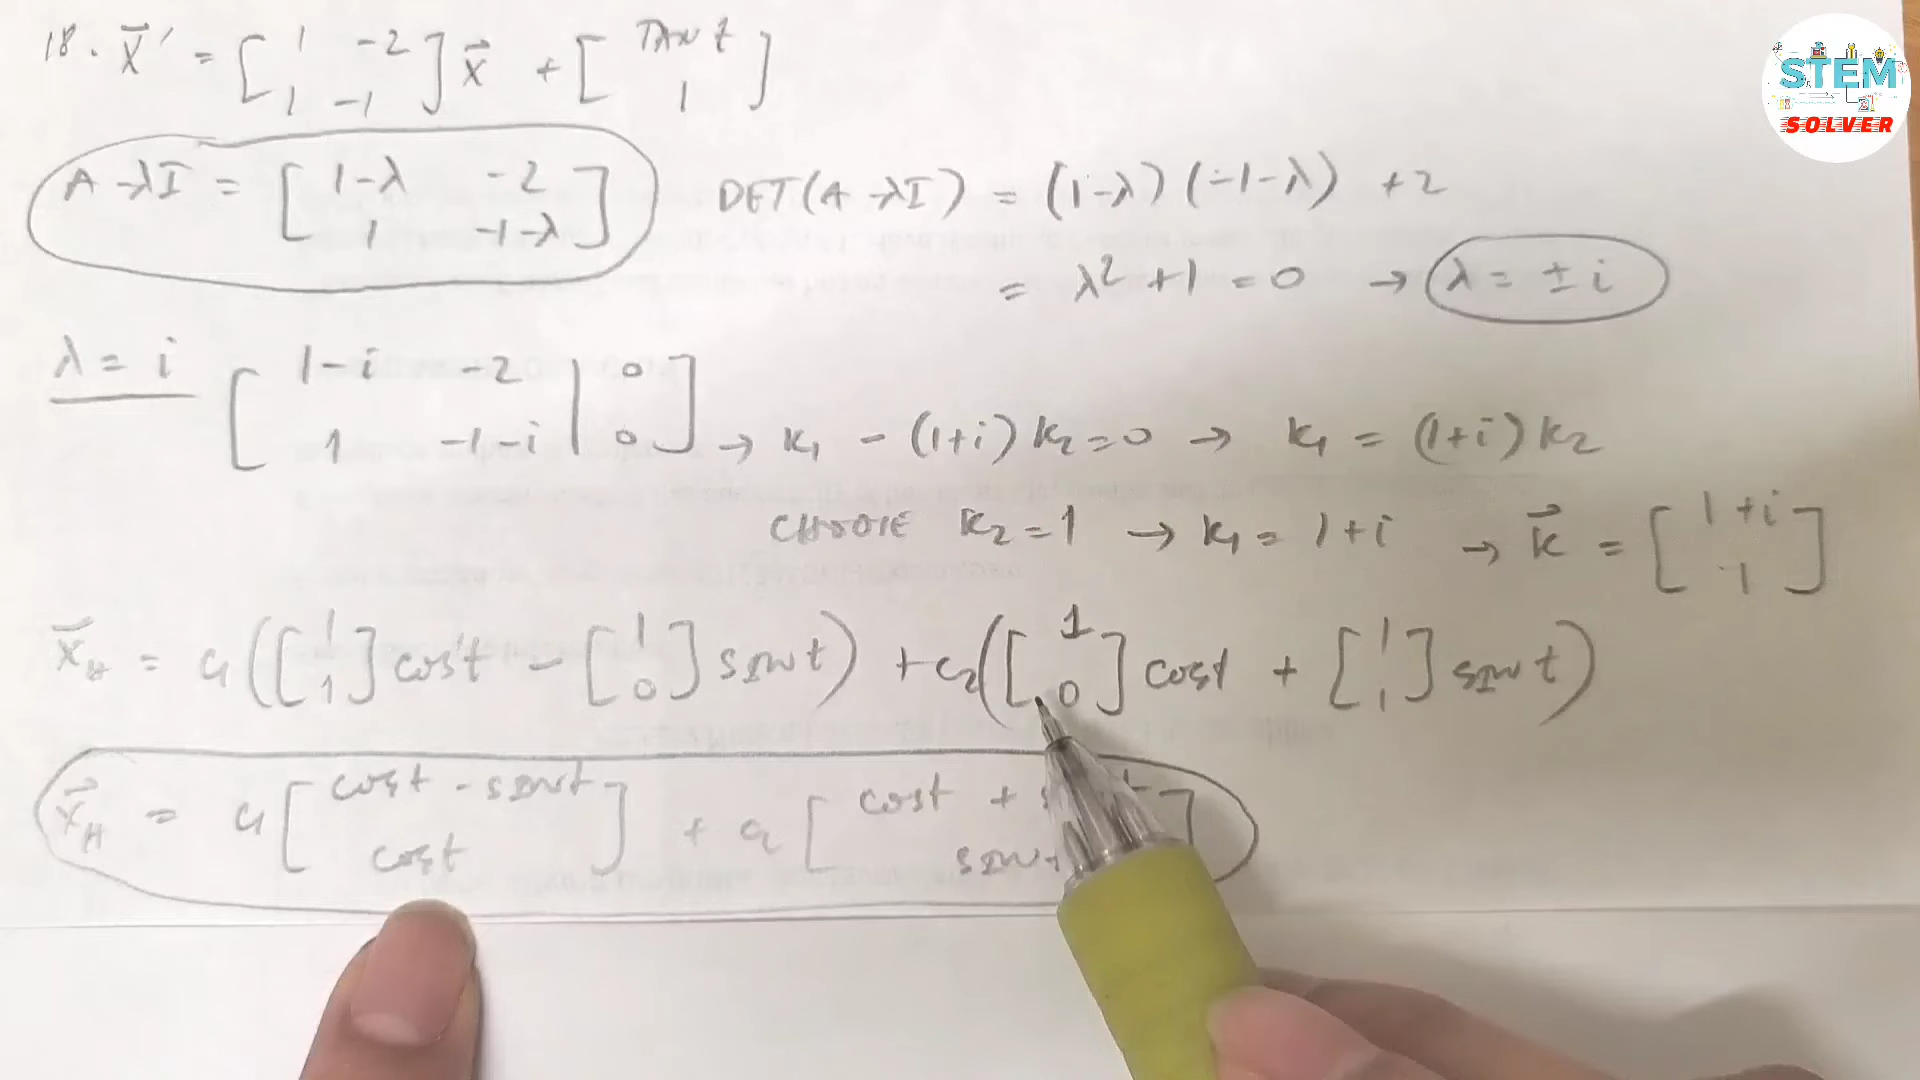 18. x⃗' = [1 -2; 1 -1] x⃗ + [TAN t; 1]
STEM
SOLVER
A - λI = [1-λ -2; 1 -1-λ] DET(A - λI) = (1-λ)(-1-λ) + 2
= λ² + 1 = 0 → λ = ± i
λ = i [1-i -2 | 0; 1 -1-i | 0] → k₁ - (1+i) k₂ = 0 → k₁ = (1+i) k₂
CHOOSE k₂ = 1 → k₁ = 1+i → k⃗ = [1+i; 1]
x⃗_H = c₁([1; 1] cos t - [1; 0] sin t) + c₂([1; 0] cos t + [1; 1] sin t)
x⃗_H = c₁ [cos t - sin t; cos t] + c₂ [cos t +